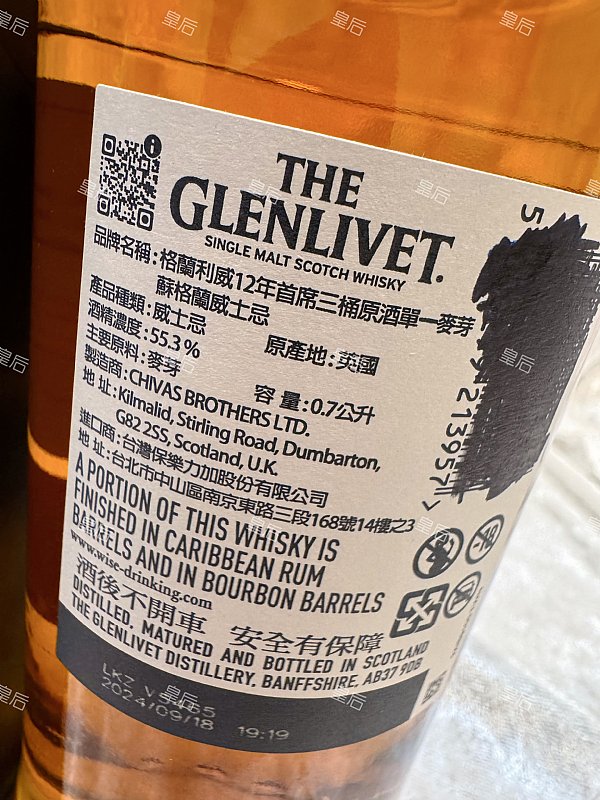 THE
GLENLIVET.
SINGLE MALT SCOTCH WHISKY
品牌名稱:格蘭利威12年首席三桶原酒單一麥芽
蘇格蘭威士忌
產品種類:威士忌 原產地:英國
酒精濃度:55.3%
主要原料:麥芽 容量:0.7公升
製造商:CHIVAS BROTHERS LTD.
地 址:Kilmalid, Stirling Road, Dumbarton,
G82 2SS, Scotland, U.K.
進口商:台灣保樂力加股份有限公司
地 址:台北市中山區南京東路三段168號14樓之3
A PORTION OF THIS WHISKY IS
FINISHED IN CARIBBEAN RUM
BARRELS AND IN BOURBON BARRELS
www.wise-drinking.com
酒後不開車 安全有保障
DISTILLED, MATURED AND BOTTLED IN SCOTLAND
THE GLENLIVET DISTILLERY, BANFFSHIRE, AB37 9DB
2024/09/18 19:19
皇后